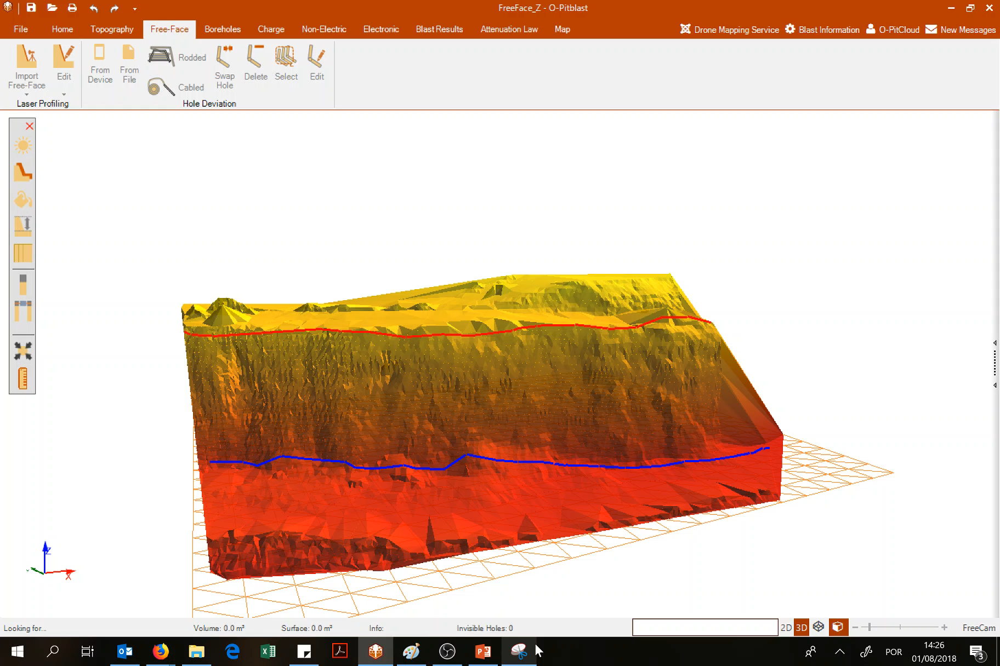 FreeFace_Z - O-Pitblast
File Home Topography Free-Face Boreholes Charge Non-Electric Electronic Blast Results Attenuation Law Map Drone Mapping Service Blast Information O-PitCloud New Messages
Import Free-Face
Edit
From Device
From File
Rodded
Cabled
Swap Hole
Delete
Select
Edit
Laser Profiling
Hole Deviation
Z
X
Looking for... Volume: 0.0 m³ Surface: 0.0 m² Info: Invisible Holes: 0 2D 3D FreeCam
POR
14:26
01/08/2018
3